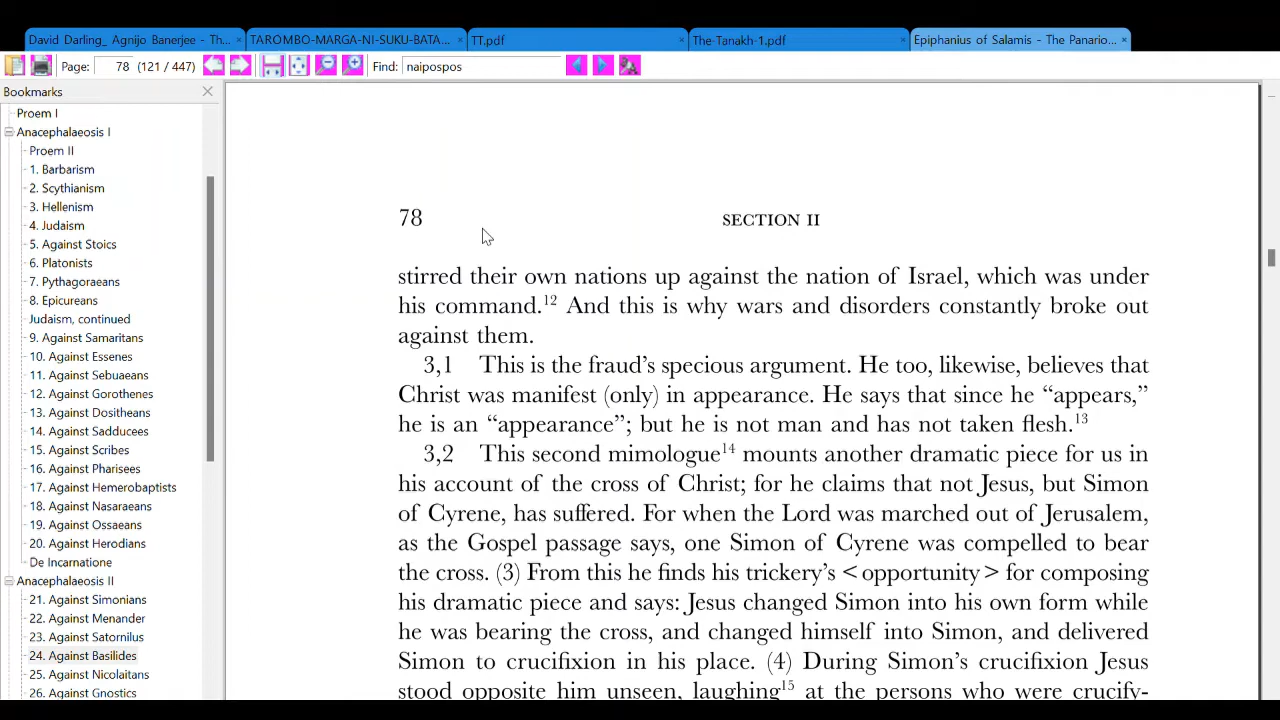 David Darling_ Agnijo Banerjee - Th...
TAROMBO-MARGA-NI-SUKU-BATA...
TT.pdf
The-Tanakh-1.pdf
Epiphanius of Salamis - The Panario...
Page: 78 (121 / 447)
Find: naipospos
Bookmarks
Proem I
Anacephalaeosis I
Proem II
1. Barbarism
2. Scythianism
3. Hellenism
4. Judaism
5. Against Stoics
6. Platonists
7. Pythagoraeans
8. Epicureans
Judaism, continued
9. Against Samaritans
10. Against Essenes
11. Against Sebuaeans
12. Against Gorothenes
13. Against Dositheans
14. Against Sadducees
15. Against Scribes
16. Against Pharisees
17. Against Hemerobaptists
18. Against Nasaraeans
19. Against Ossaeans
20. Against Herodians
De Incarnatione
Anacephalaeosis II
21. Against Simonians
22. Against Menander
23. Against Satornilus
24. Against Basilides
25. Against Nicolaitans
26. Against Gnostics
78 SECTION II
stirred their own nations up against the nation of Israel, which was under
his command.12 And this is why wars and disorders constantly broke out
against them.
3,1 This is the fraud's specious argument. He too, likewise, believes that
Christ was manifest (only) in appearance. He says that since he “appears,”
he is an “appearance”; but he is not man and has not taken flesh.13
3,2 This second mimologue14 mounts another dramatic piece for us in
his account of the cross of Christ; for he claims that not Jesus, but Simon
of Cyrene, has suffered. For when the Lord was marched out of Jerusalem,
as the Gospel passage says, one Simon of Cyrene was compelled to bear
the cross. (3) From this he finds his trickery's <opportunity> for composing
his dramatic piece and says: Jesus changed Simon into his own form while
he was bearing the cross, and changed himself into Simon, and delivered
Simon to crucifixion in his place. (4) During Simon's crucifixion Jesus
stood opposite him unseen, laughing15 at the persons who were crucify-